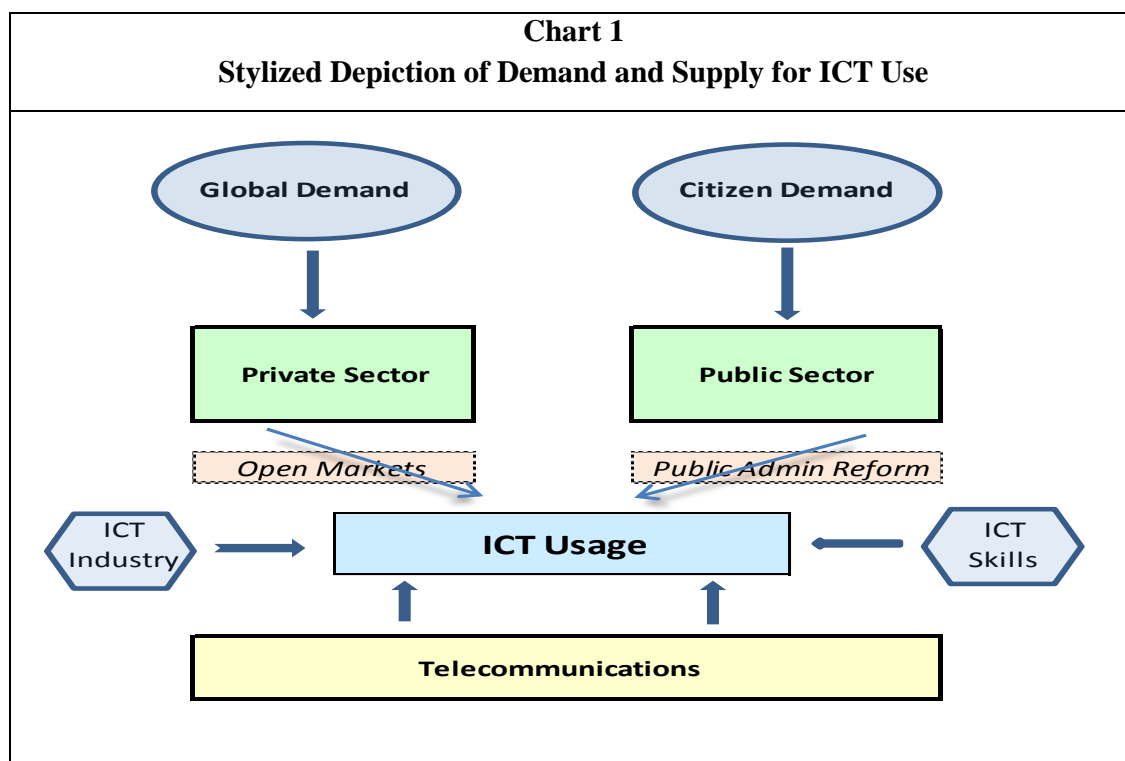 Chart 1
Stylized Depiction of Demand and Supply for ICT Use
Global Demand
Citizen Demand
Private Sector
Public Sector
Open Markets
Public Admin Reform
ICT
Industry
ICT Usage
ICT
Skills
Telecommunications